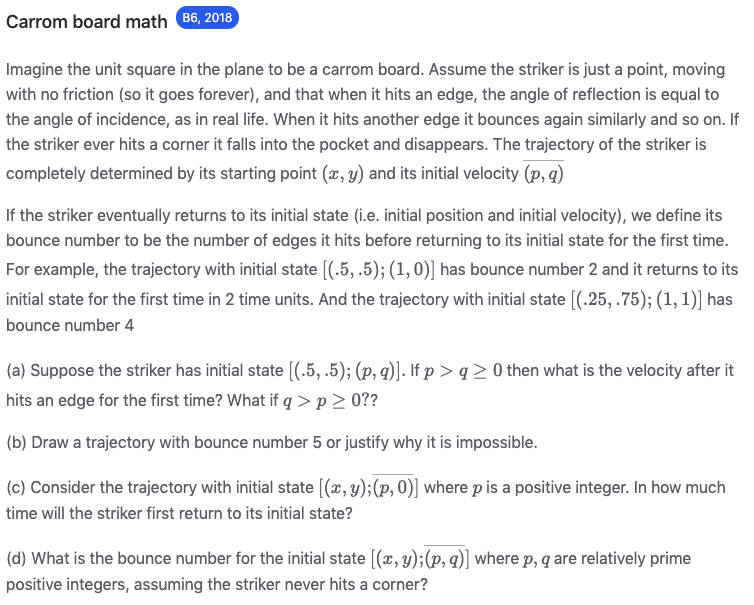 Carrom board math B6, 2018
Imagine the unit square in the plane to be a carrom board. Assume the striker is just a point, moving
with no friction (so it goes forever), and that when it hits an edge, the angle of reflection is equal to
the angle of incidence, as in real life. When it hits another edge it bounces again similarly and so on. If
the striker ever hits a corner it falls into the pocket and disappears. The trajectory of the striker is
completely determined by its starting point (x, y) and its initial velocity \overline{(p, q)}
If the striker eventually returns to its initial state (i.e. initial position and initial velocity), we define its
bounce number to be the number of edges it hits before returning to its initial state for the first time.
For example, the trajectory with initial state [(.5, .5); (1, 0)] has bounce number 2 and it returns to its
initial state for the first time in 2 time units. And the trajectory with initial state [(.25, .75); (1, 1)] has
bounce number 4
(a) Suppose the striker has initial state [(.5, .5); (p, q)]. If p > q ≥ 0 then what is the velocity after it
hits an edge for the first time? What if q > p ≥ 0??
(b) Draw a trajectory with bounce number 5 or justify why it is impossible.
(c) Consider the trajectory with initial state [(x, y);\overline{(p, 0)}] where p is a positive integer. In how much
time will the striker first return to its initial state?
(d) What is the bounce number for the initial state [(x, y);\overline{(p, q)}] where p, q are relatively prime
positive integers, assuming the striker never hits a corner?